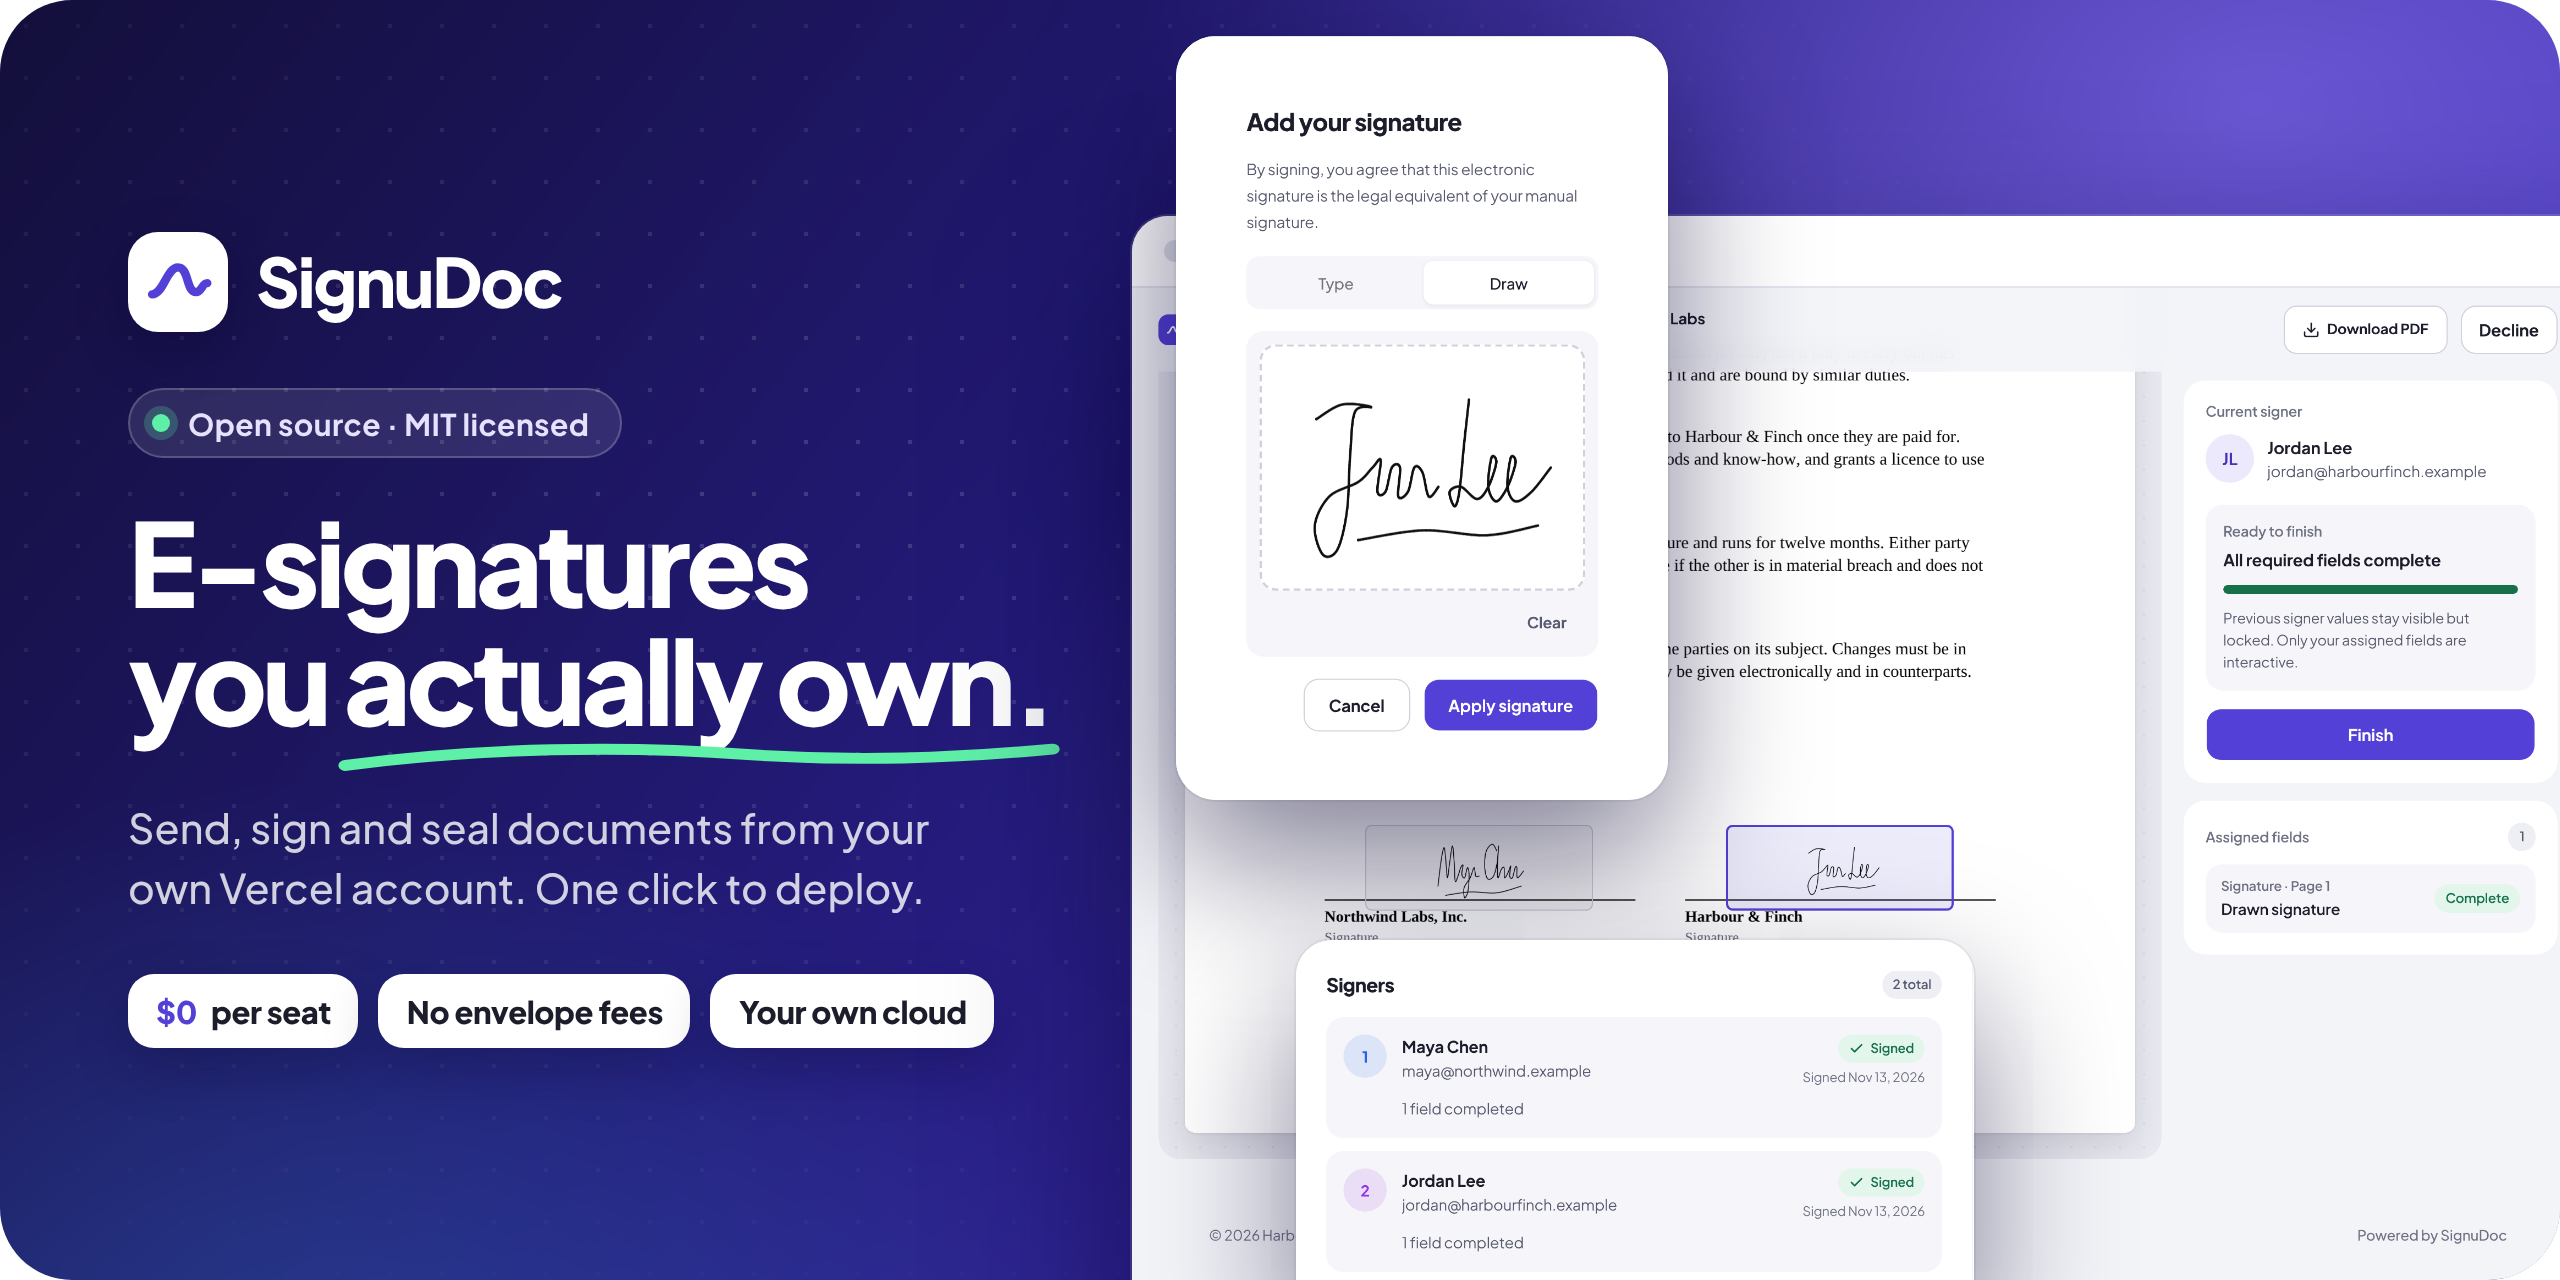 SignuDoc
Open source · MIT licensed
E-signatures
you actually own.
Send, sign and seal documents from your
own Vercel account. One click to deploy.
$0 per seat
No envelope fees
Your own cloud
Add your signature
By signing, you agree that this electronic
signature is the legal equivalent of your manual
signature.
Type
Draw
Clear
Cancel
Apply signature
Labs
Download PDF
Decline
it and are bound by similar duties.
to Harbour & Finch once they are paid for.
and know-how, and grants a licence to use
and runs for twelve months. Either party
if the other is in material breach and does not
parties on its subject. Changes must be in
be given electronically and in counterparts.
Northwind Labs, Inc.
Signature
Harbour & Finch
Signature
Current signer
JL
Jordan Lee
jordan@harbourfinch.example
Ready to finish
All required fields complete
Previous signer values stay visible but
locked. Only your assigned fields are
interactive.
Finish
Assigned fields
1
Signature · Page 1
Drawn signature
Complete
Signers
2 total
1
Maya Chen
maya@northwind.example
1 field completed
Signed
Signed Nov 13, 2026
2
Jordan Lee
jordan@harbourfinch.example
1 field completed
Signed
Signed Nov 13, 2026
© 2026 Harb
Powered by SignuDoc